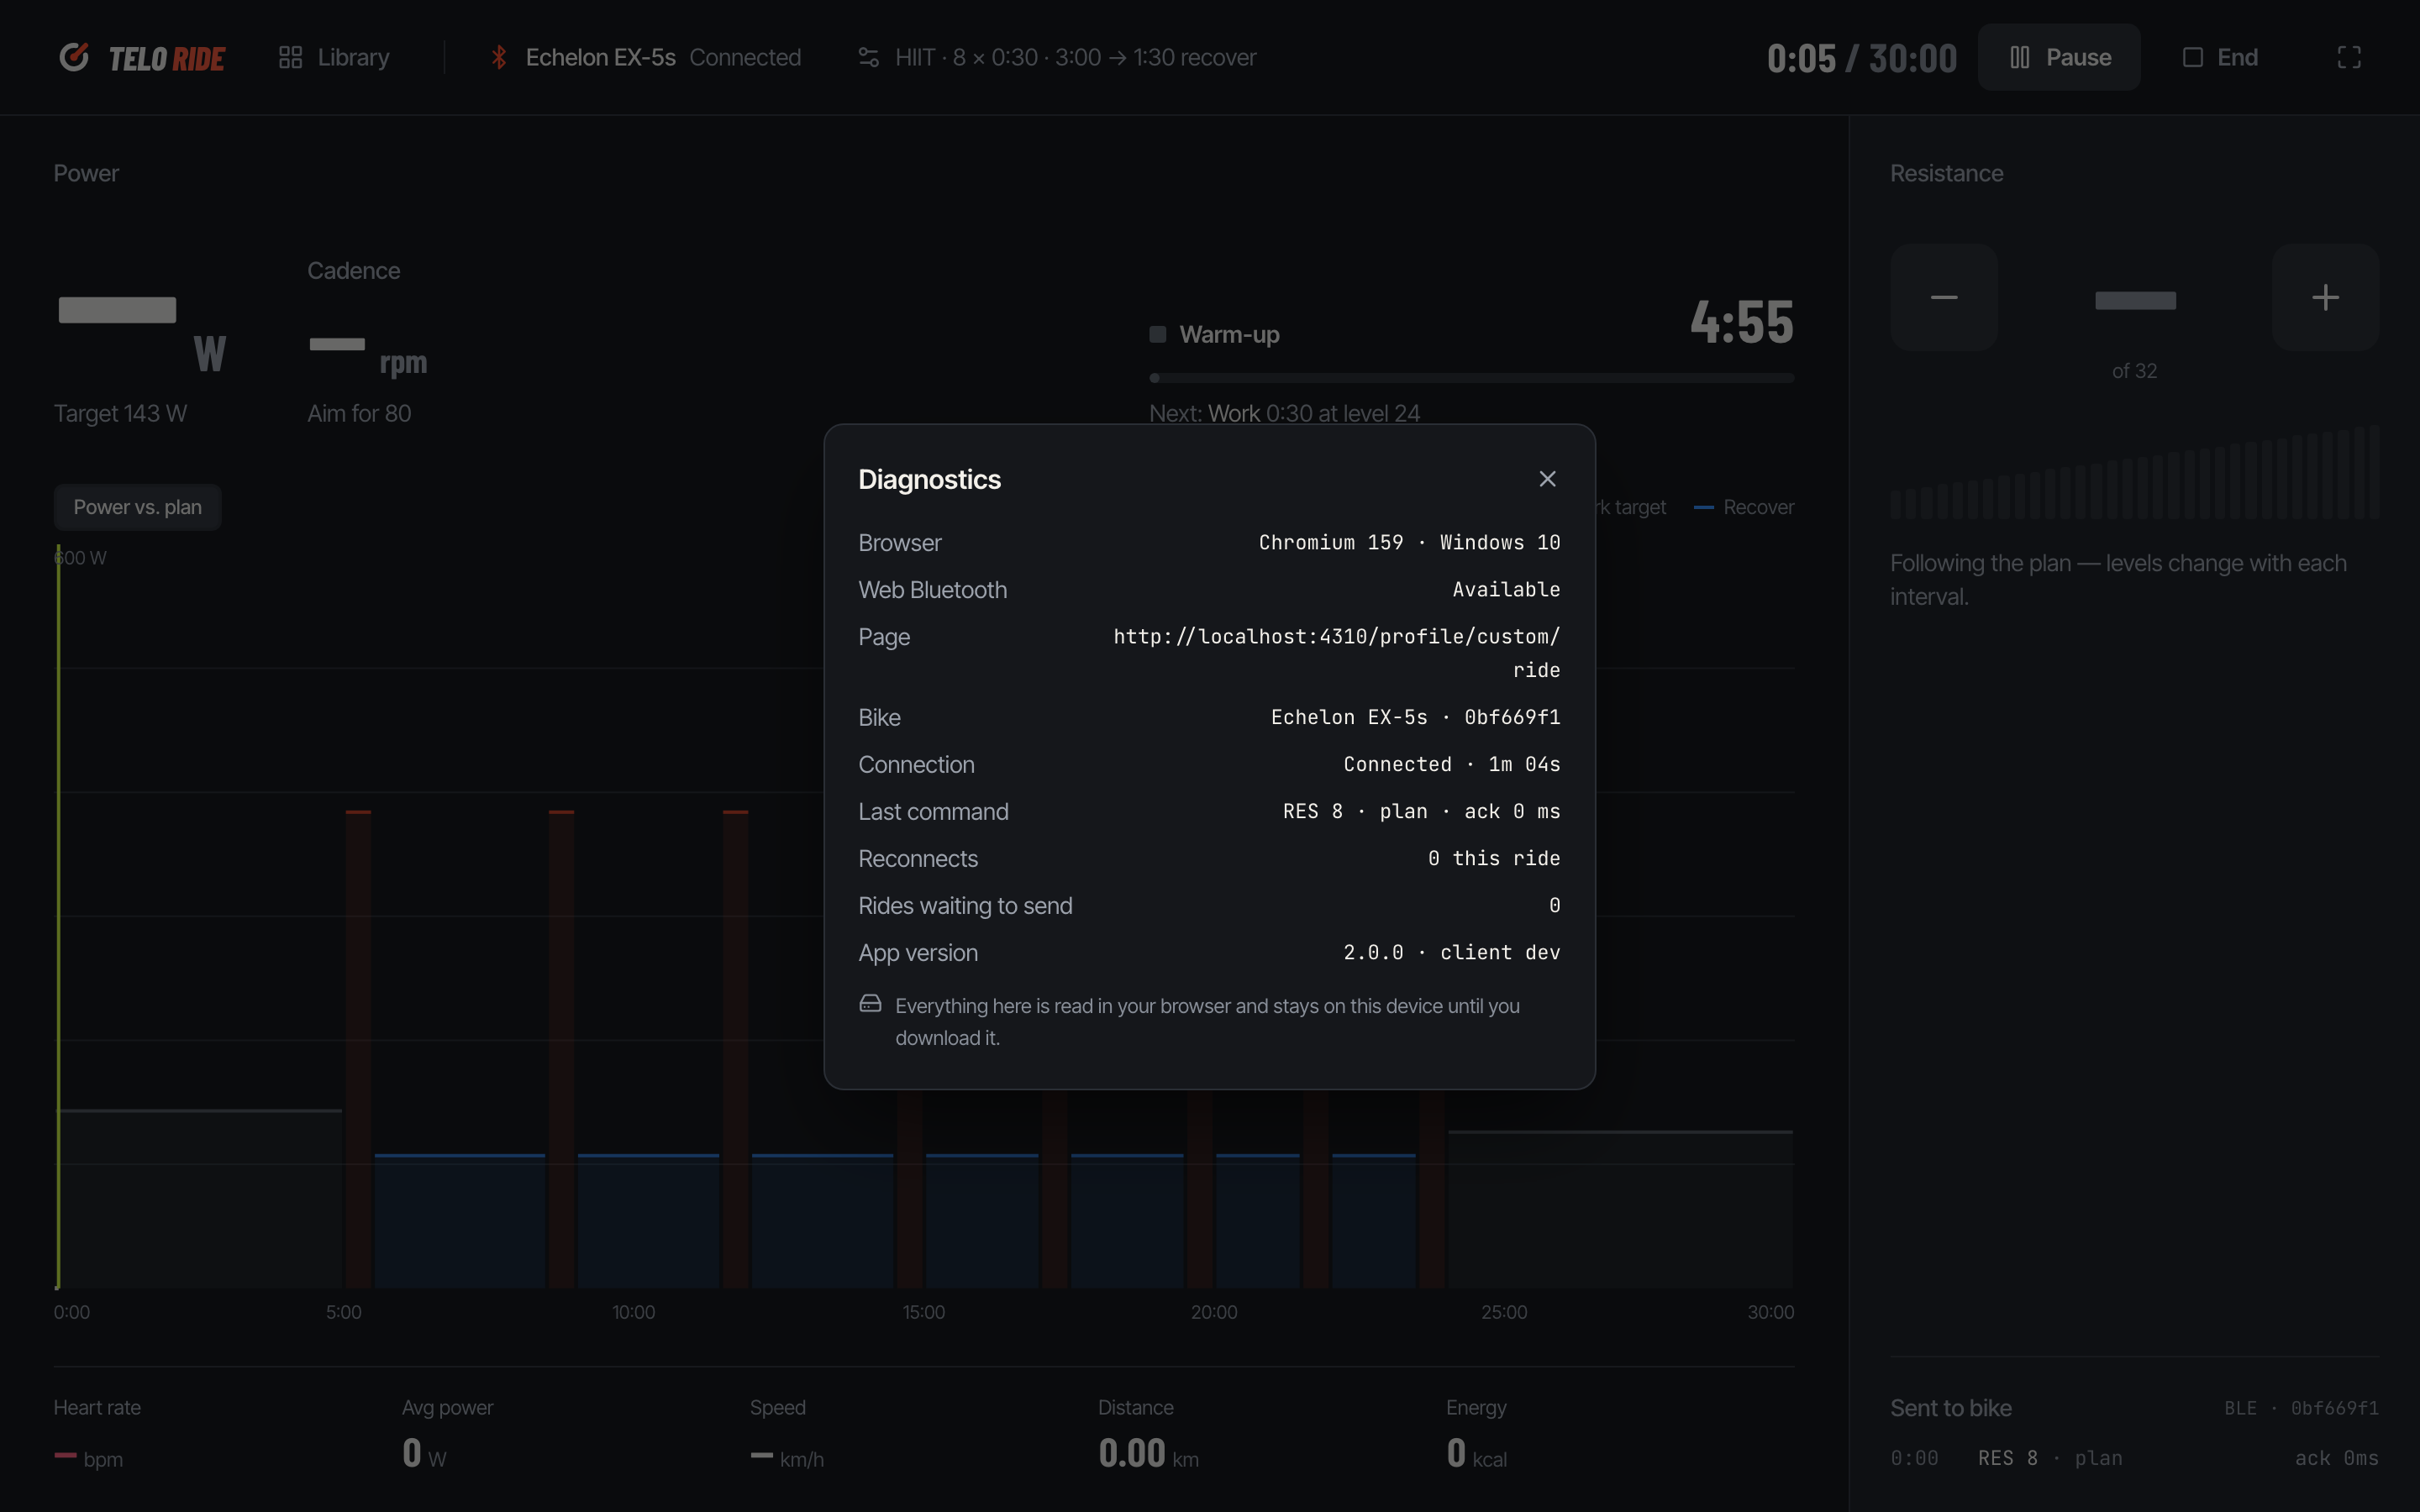 TELO RIDE
Library
Echelon EX-5s Connected
HIIT · 8 × 0:30 · 3:00 → 1:30 recover
0:05 / 30:00
Pause
End
Power
Cadence
— W
— rpm
Target 143 W
Aim for 80
Warm-up
4:55
Next: Work 0:30 at level 24
Resistance
−
—
+
of 32
Following the plan — levels change with each
interval.
Power vs. plan
rk target
Recover
600 W
Diagnostics
Browser Chromium 159 · Windows 10
Web Bluetooth Available
Page http://localhost:4310/profile/custom/
ride
Bike Echelon EX-5s · 0bf669f1
Connection Connected · 1m 04s
Last command RES 8 · plan · ack 0 ms
Reconnects 0 this ride
Rides waiting to send 0
App version 2.0.0 · client dev
Everything here is read in your browser and stays on this device until you
download it.
0:00 5:00 10:00 15:00 20:00 25:00 30:00
Heart rate Avg power Speed Distance Energy
— bpm 0 W — km/h 0.00 km 0 kcal
Sent to bike BLE · 0bf669f1
0:00 RES 8 · plan ack 0ms